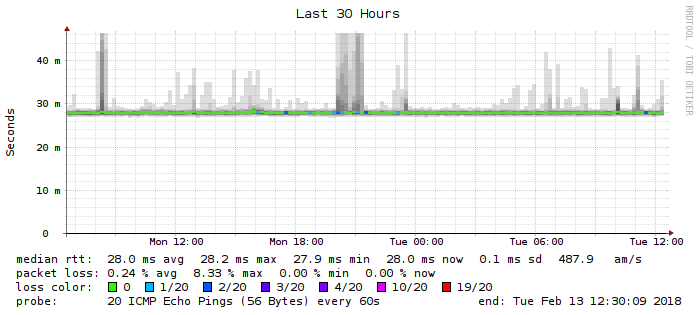 Last 30 Hours
RRDTOOL / TOBI OETIKER
Seconds
40 m
30 m
20 m
10 m
0
Mon 12:00 Mon 18:00 Tue 00:00 Tue 06:00 Tue 12:00
median rtt: 28.0 ms avg 28.2 ms max 27.9 ms min 28.0 ms now 0.1 ms sd 487.9 am/s
packet loss: 0.24 % avg 8.33 % max 0.00 % min 0.00 % now
loss color: 0 1/20 2/20 3/20 4/20 10/20 19/20
probe: 20 ICMP Echo Pings (56 Bytes) every 60s end: Tue Feb 13 12:30:09 2018